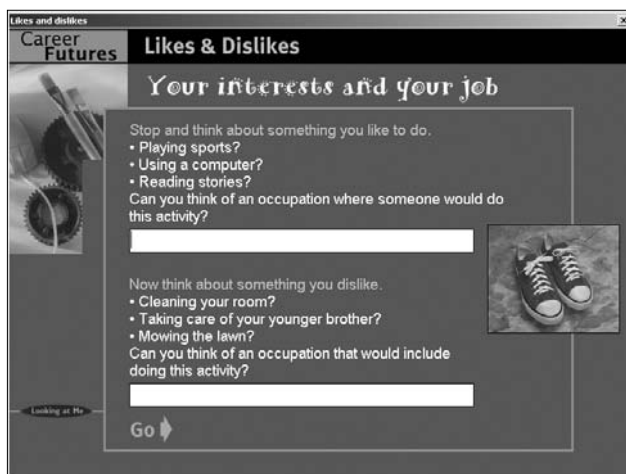 Likes and dislikes
Career
Futures
Likes & Dislikes
Your interests and your job
Stop and think about something you like to do.
• Playing sports?
• Using a computer?
• Reading stories?
Can you think of an occupation where someone would do
this activity?
Now think about something you dislike.
• Cleaning your room?
• Taking care of your younger brother?
• Mowing the lawn?
Can you think of an occupation that would include
doing this activity?
Looking at Me
Go